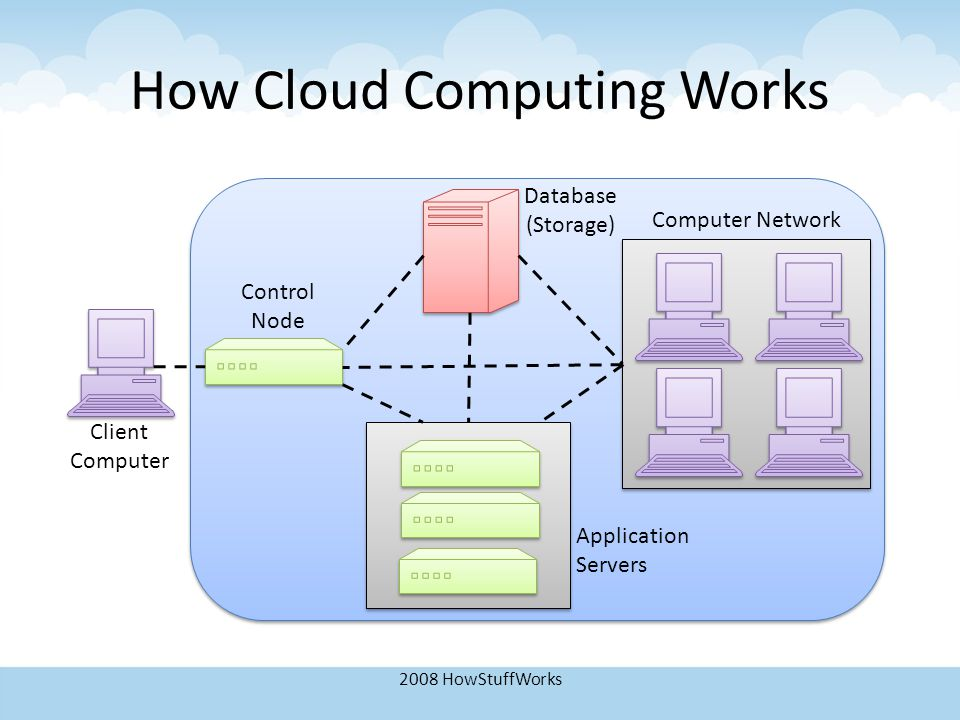 How Cloud Computing Works
Database
(Storage)
Computer Network
Control
Node
Client
Computer
Application
Servers
2008 HowStuffWorks